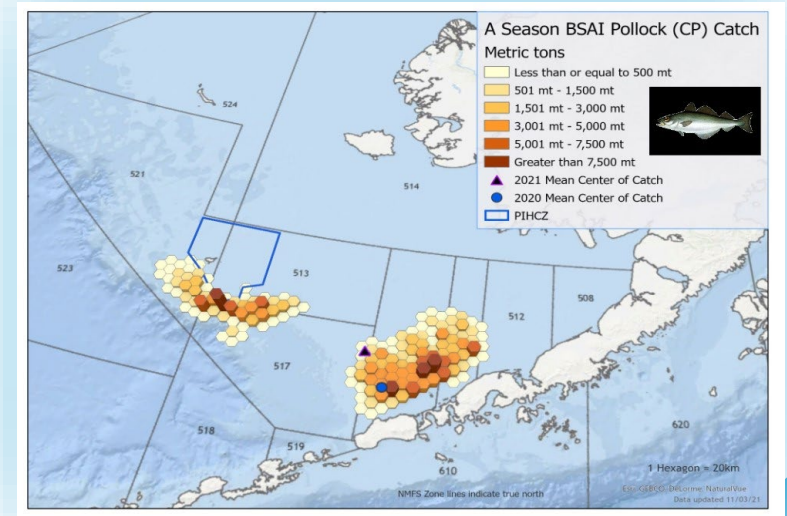 A Season BSAI Pollock (CP) Catch
Metric tons
Less than or equal to 500 mt
501 mt - 1,500 mt
1,501 mt - 3,000 mt
3,001 mt - 5,000 mt
5,001 mt - 7,500 mt
Greater than 7,500 mt
2021 Mean Center of Catch
2020 Mean Center of Catch
PIHCZ
524
521
514
523
513
508
512
517
518
519
620
610
1 Hexagon = 20km
NMFS Zone lines indicate true north
Esri, GEBCO, DeLorme, NaturalVue
Data updated 11/03/21